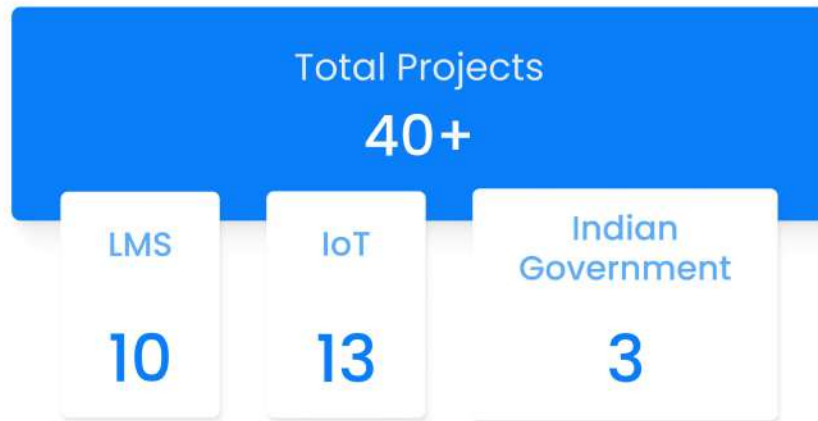 Total Projects
40+
LMS
10
IoT
13
Indian
Government
3